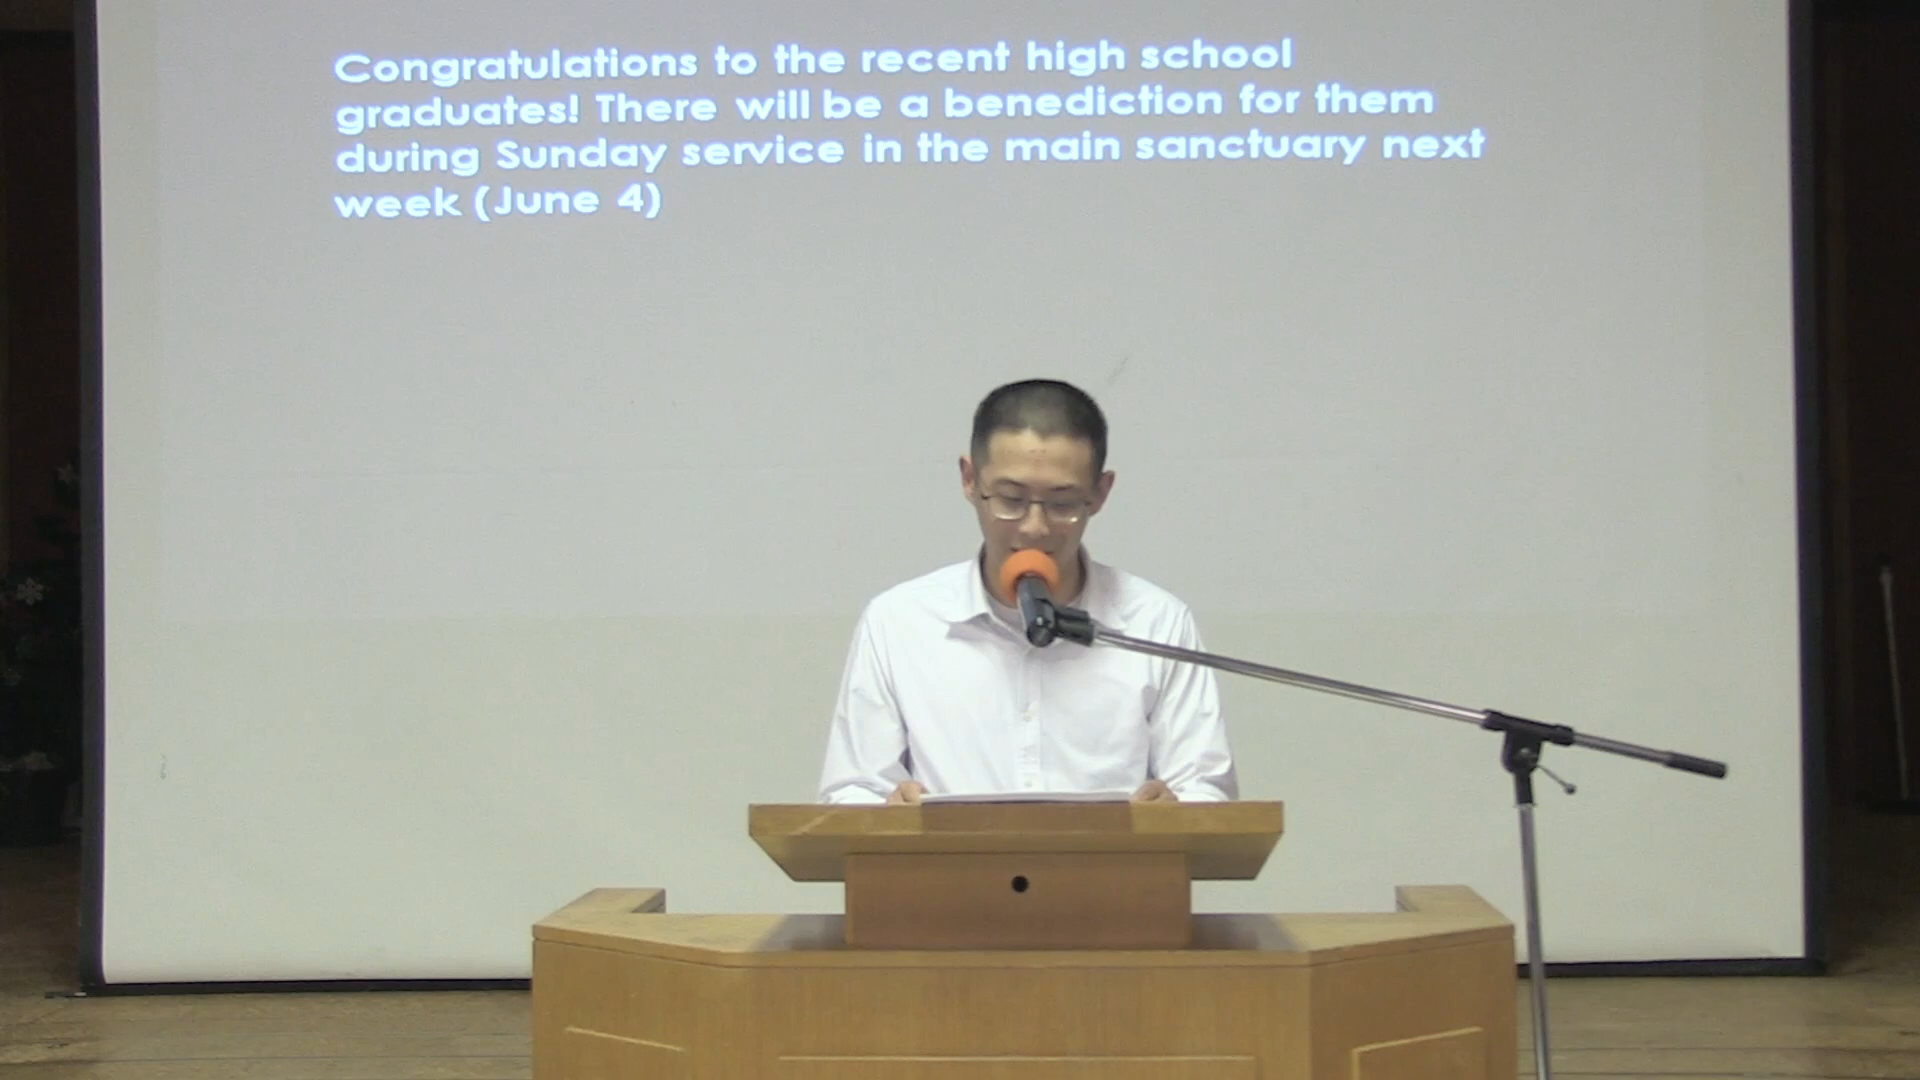 Congratulations to the recent high school
graduates! There will be a benediction for them
during Sunday service in the main sanctuary next
week (June 4)